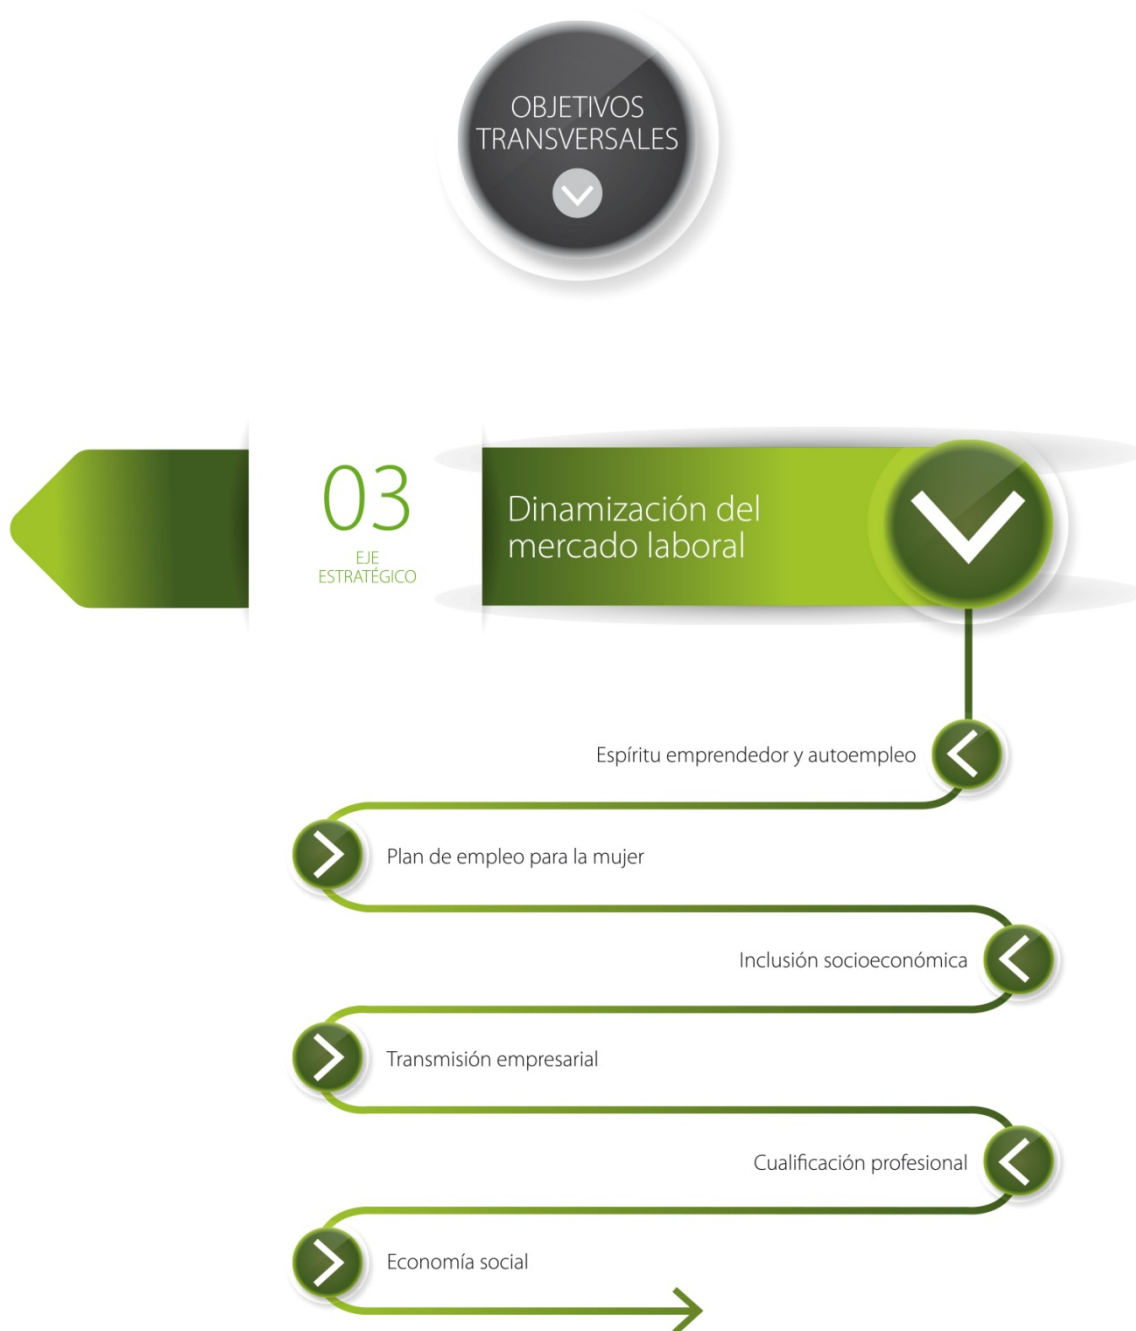 OBJETIVOS
TRANSVERSALES
03
EJE
ESTRATÉGICO
Dinamización del
mercado laboral
Espíritu emprendedor y autoempleo
Plan de empleo para la mujer
Inclusión socioeconómica
Transmisión empresarial
Cualificación profesional
Economía social